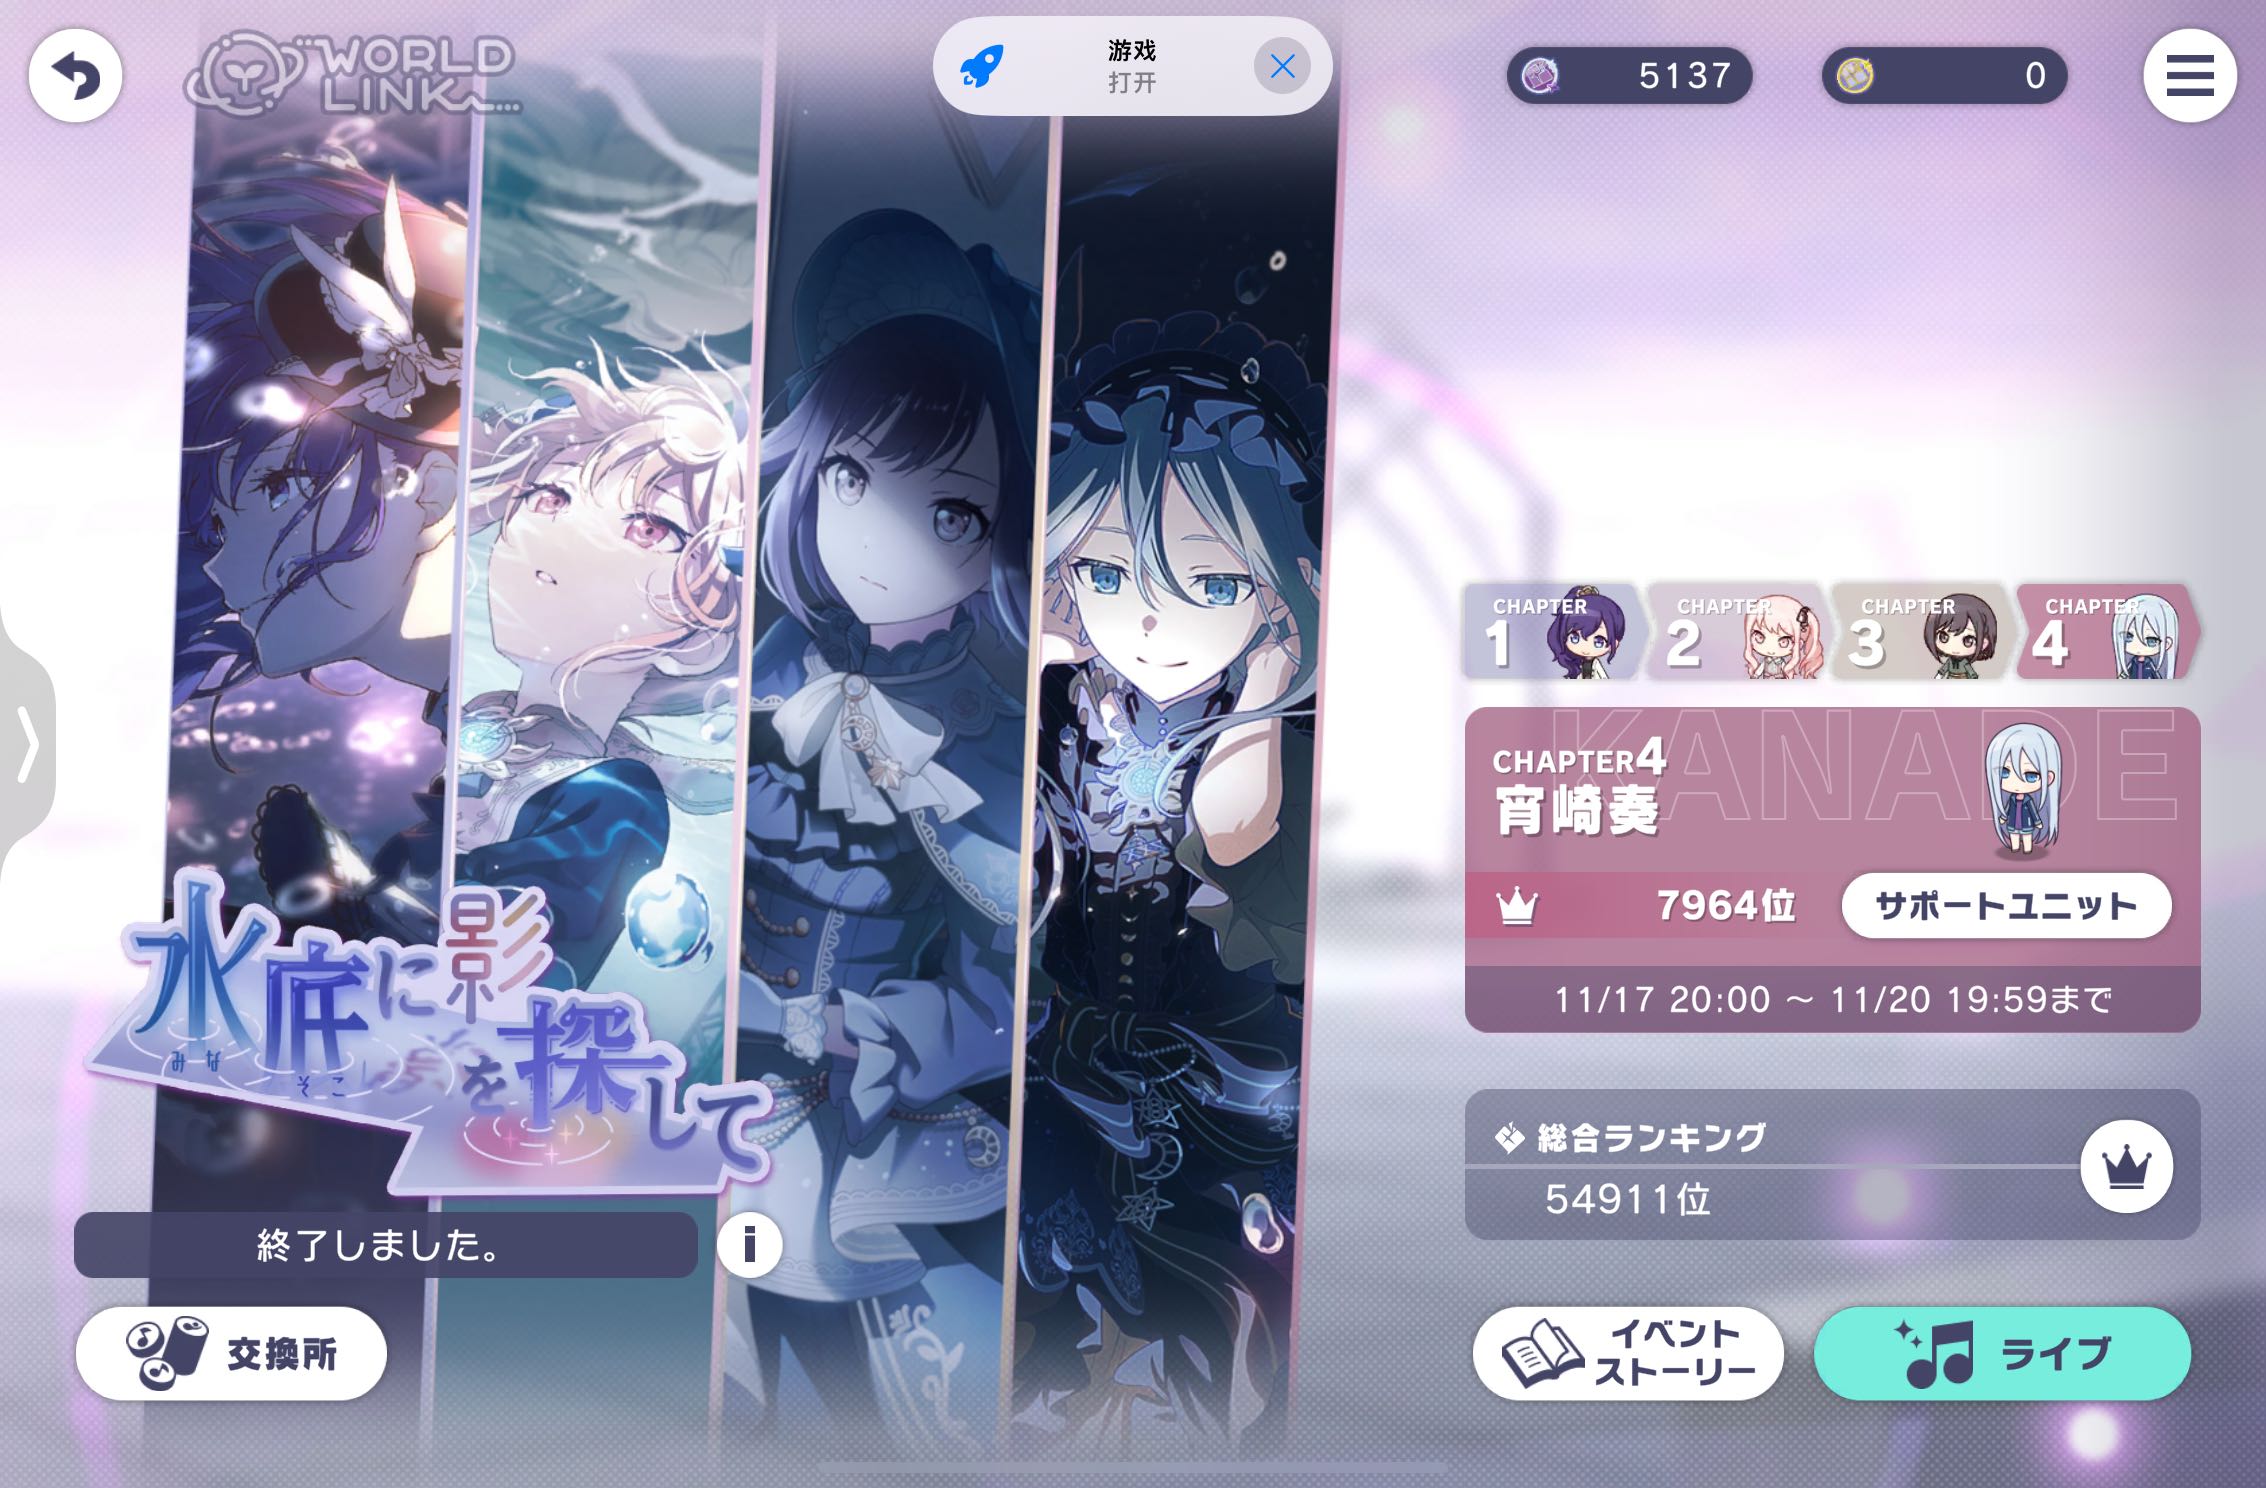 WORLD
LINK
游戏
打开
5137
0
CHAPTER
1
CHAPTER
2
CHAPTER
3
CHAPTER
4
KANADE
CHAPTER4
宵崎奏
7964位
サポートユニット
11/17 20:00 ～ 11/20 19:59まで
水底に影を探して
みな そこ
総合ランキング
54911位
終了しました。
i
交換所
イベント
ストーリー
ライブ